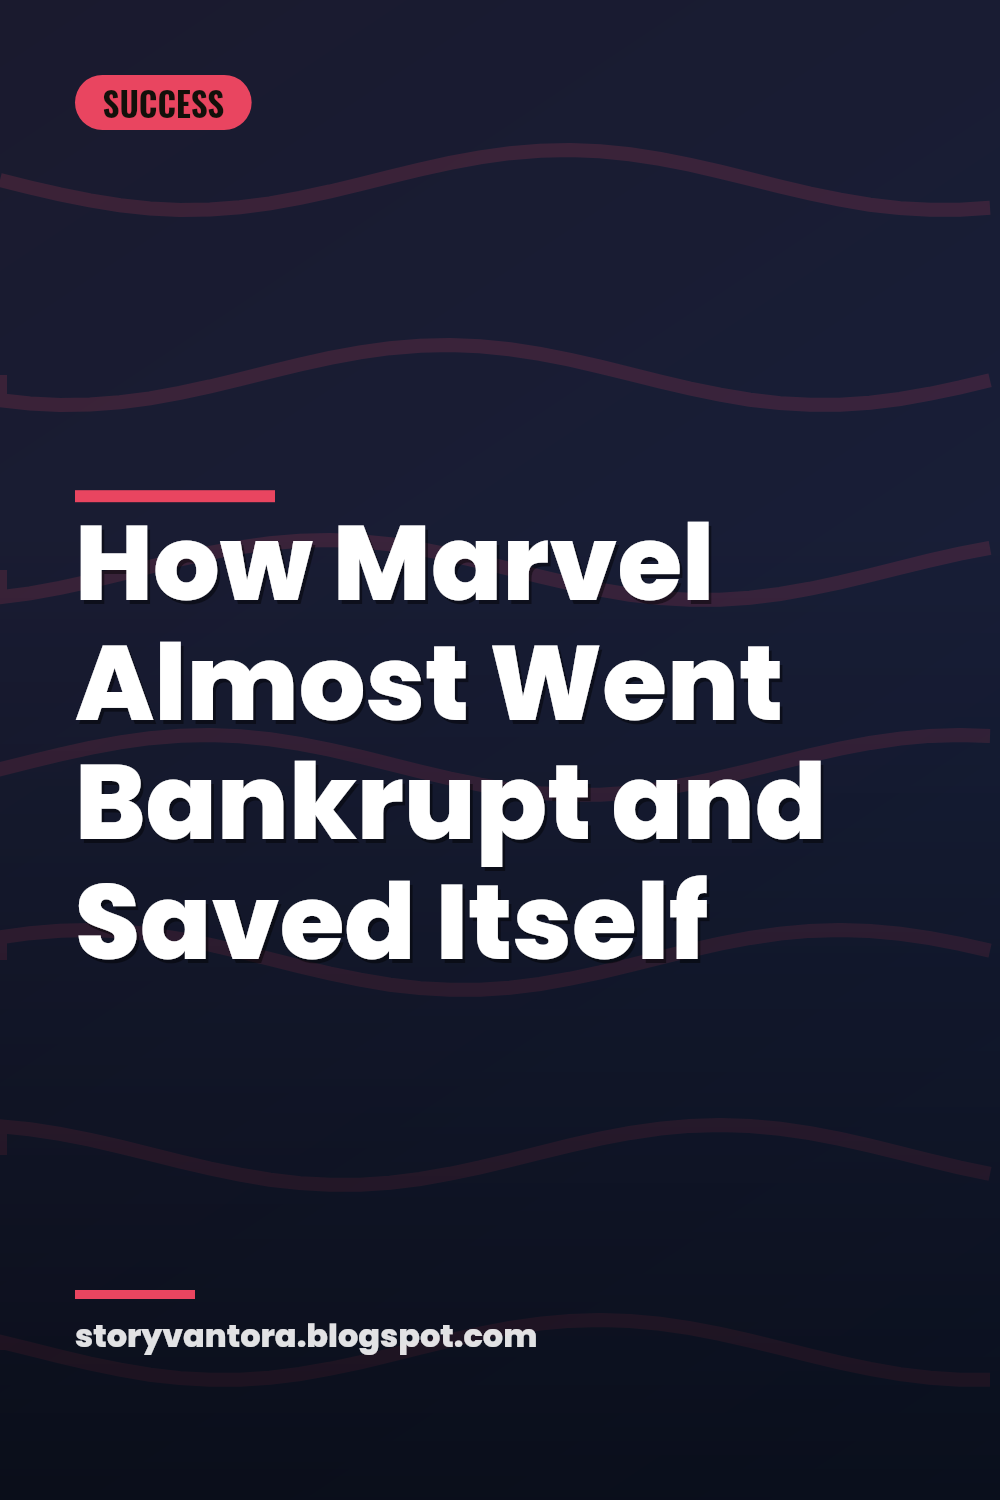 SUCCESS
How Marvel
Almost Went
Bankrupt and
Saved Itself
storyvantora.blogspot.com